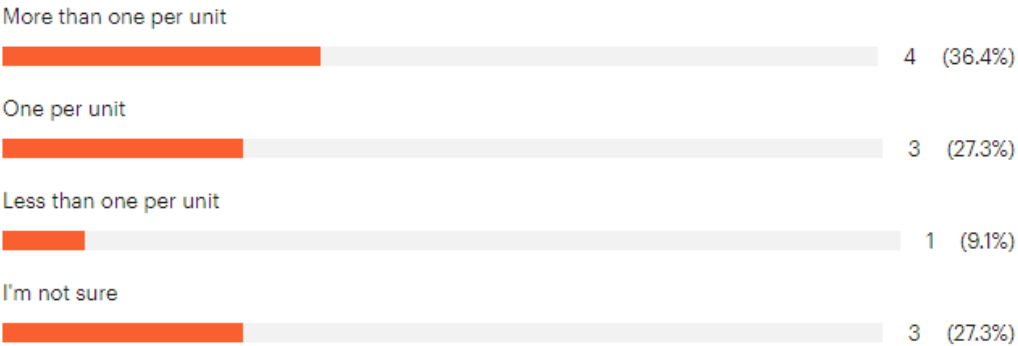 More than one per unit
4 (36.4%)
One per unit
3 (27.3%)
Less than one per unit
1 (9.1%)
I'm not sure
3 (27.3%)